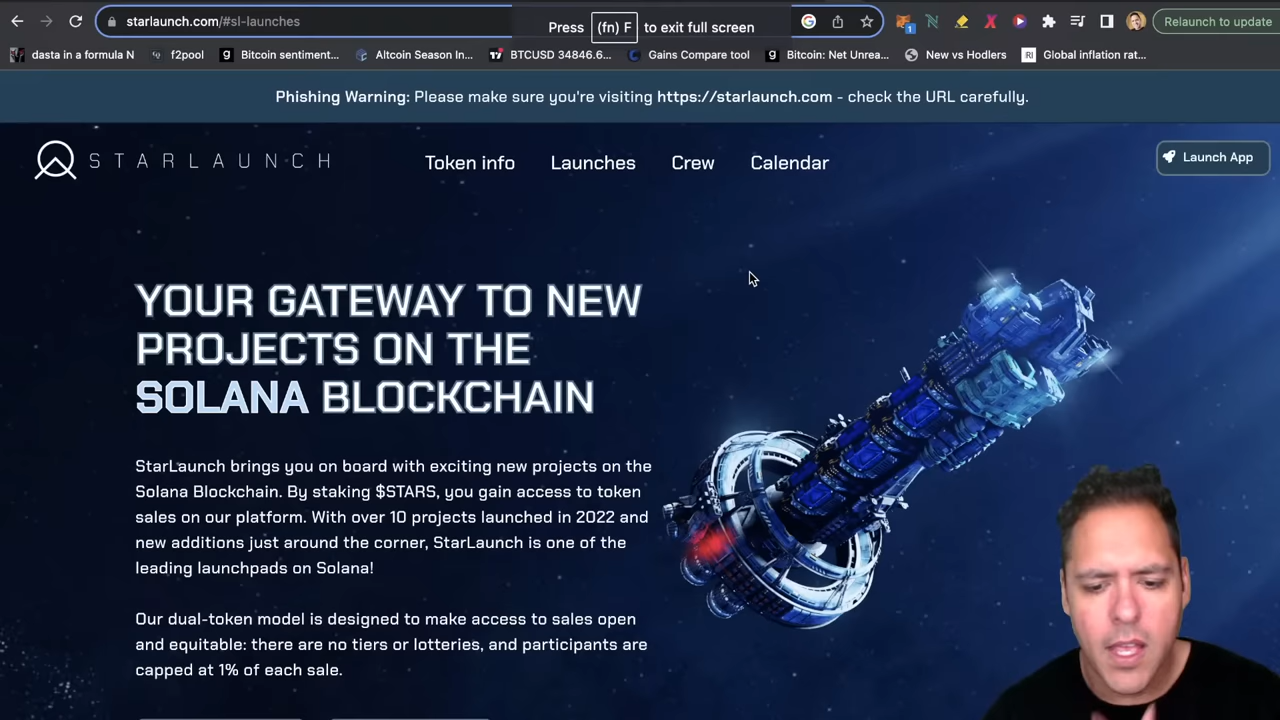 starlaunch.com/#sl-launches
Press (fn) F to exit full screen
Relaunch to update
dasta in a formula N
f2pool
Bitcoin sentiment...
Altcoin Season In...
BTCUSD 34846.6...
Gains Compare tool
Bitcoin: Net Unrea...
New vs Hodlers
Global inflation rat...
Phishing Warning: Please make sure you're visiting https://starlaunch.com - check the URL carefully.
STARLAUNCH
Token info
Launches
Crew
Calendar
Launch App
YOUR GATEWAY TO NEW
PROJECTS ON THE
SOLANA BLOCKCHAIN
StarLaunch brings you on board with exciting new projects on the
Solana Blockchain. By staking $STARS, you gain access to token
sales on our platform. With over 10 projects launched in 2022 and
new additions just around the corner, StarLaunch is one of the
leading launchpads on Solana!
Our dual-token model is designed to make access to sales open
and equitable: there are no tiers or lotteries, and participants are
capped at 1% of each sale.